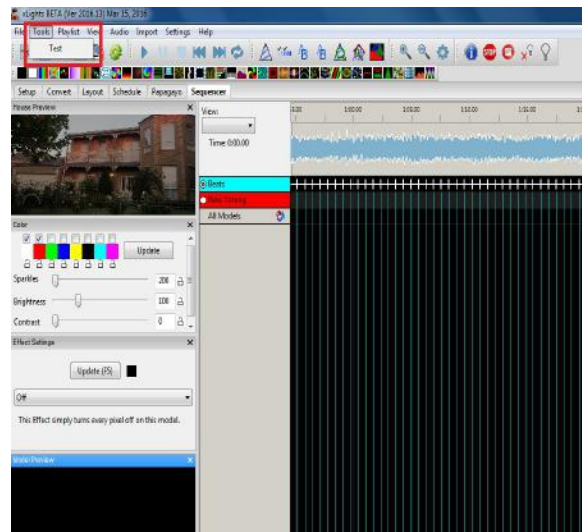 xLights BETA (Ver 2016.13) Mar 15, 2016
File Tools Playlist View Audio Import Settings Help
Test
Setup Convert Layout Schedule Papagayo Sequencer
House Preview
View:
Time: 0:00.00
Beats
New Timing
All Models
Color
Update
Sparkles 200
Brightness 100
Contrast 0
Effect Settings
Update (F5)
Off
This Effect simply turns every pixel off on this model.
Model Preview